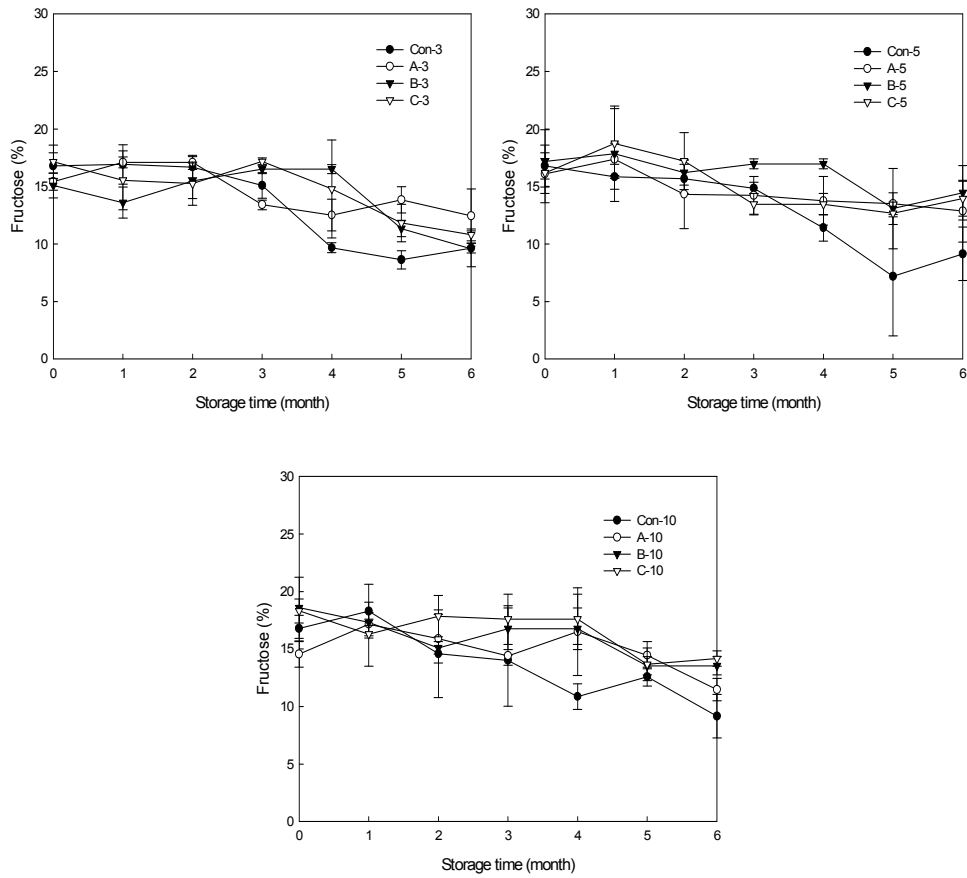 30
25
20
15
10
5
0
Fructose (%)
Con-3
A-3
B-3
C-3
0 1 2 3 4 5 6
Storage time (month)
30
25
20
15
10
5
0
Fructose (%)
Con-5
A-5
B-5
C-5
0 1 2 3 4 5 6
Storage time (month)
30
25
20
15
10
5
0
Fructose (%)
Con-10
A-10
B-10
C-10
0 1 2 3 4 5 6
Storage time (month)